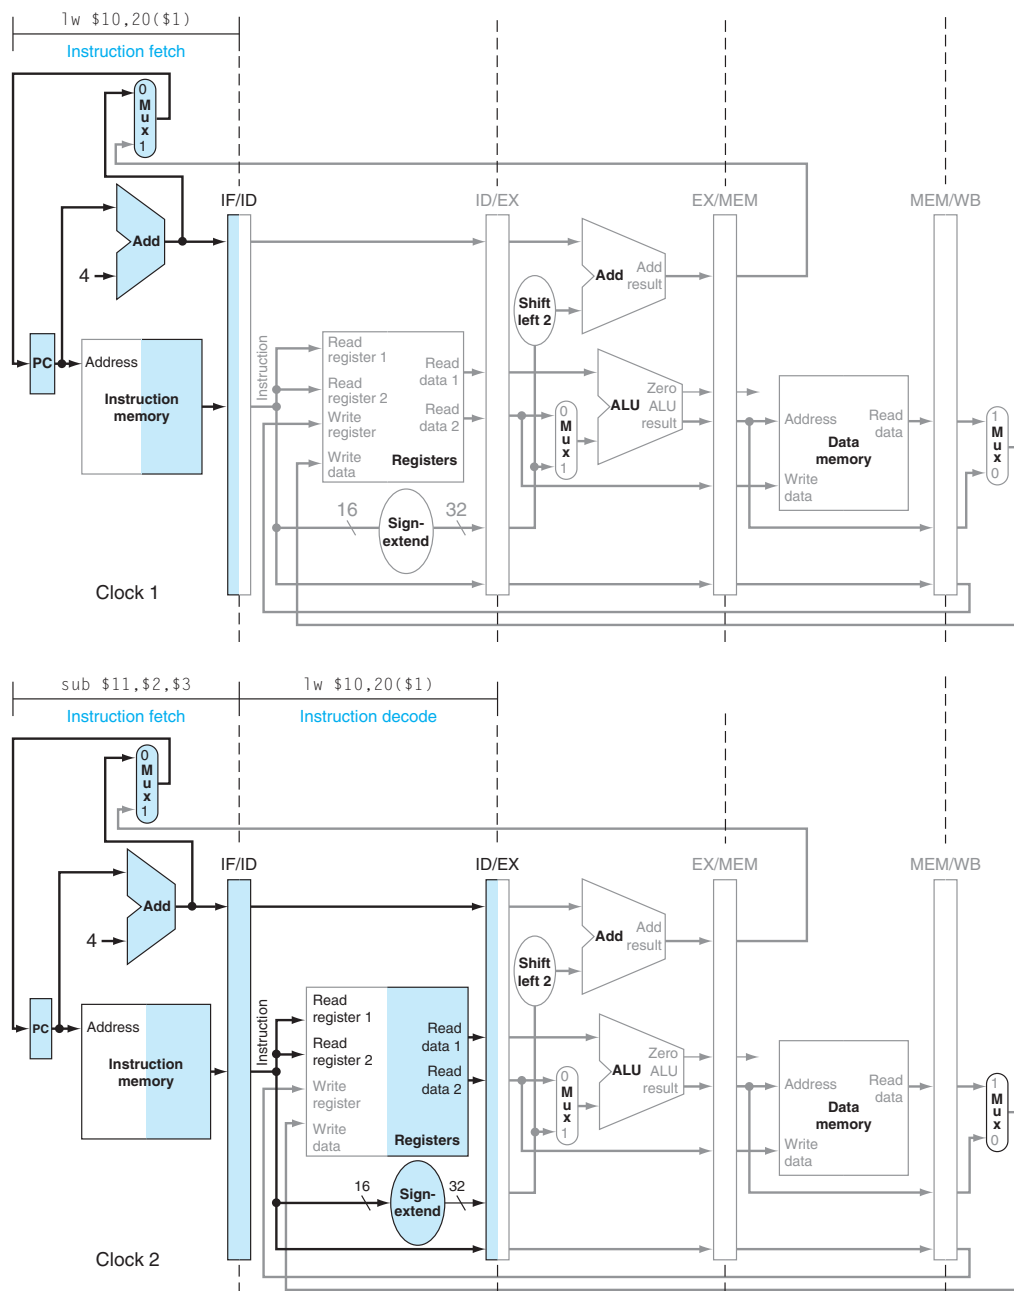 lw $10,20($1)
Instruction fetch
0
M
u
x
1
IF/ID
ID/EX
EX/MEM
MEM/WB
Add
4
Add
Add
result
Shift
left 2
PC
Address
Instruction
memory
Instruction
Read
register 1
Read
register 2
Write
register
Write
data
Read
data 1
Read
data 2
Registers
0
M
u
x
1
ALU
Zero
ALU
result
Address
Read
data
Data
memory
Write
data
1
M
u
x
0
16
Sign-
extend
32
Clock 1
sub $11,$2,$3
lw $10,20($1)
Instruction fetch
Instruction decode
0
M
u
x
1
IF/ID
ID/EX
EX/MEM
MEM/WB
Add
4
Add
Add
result
Shift
left 2
PC
Address
Instruction
memory
Instruction
Read
register 1
Read
register 2
Write
register
Write
data
Read
data 1
Read
data 2
Registers
0
M
u
x
1
ALU
Zero
ALU
result
Address
Read
data
Data
memory
Write
data
1
M
u
x
0
16
Sign-
extend
32
Clock 2